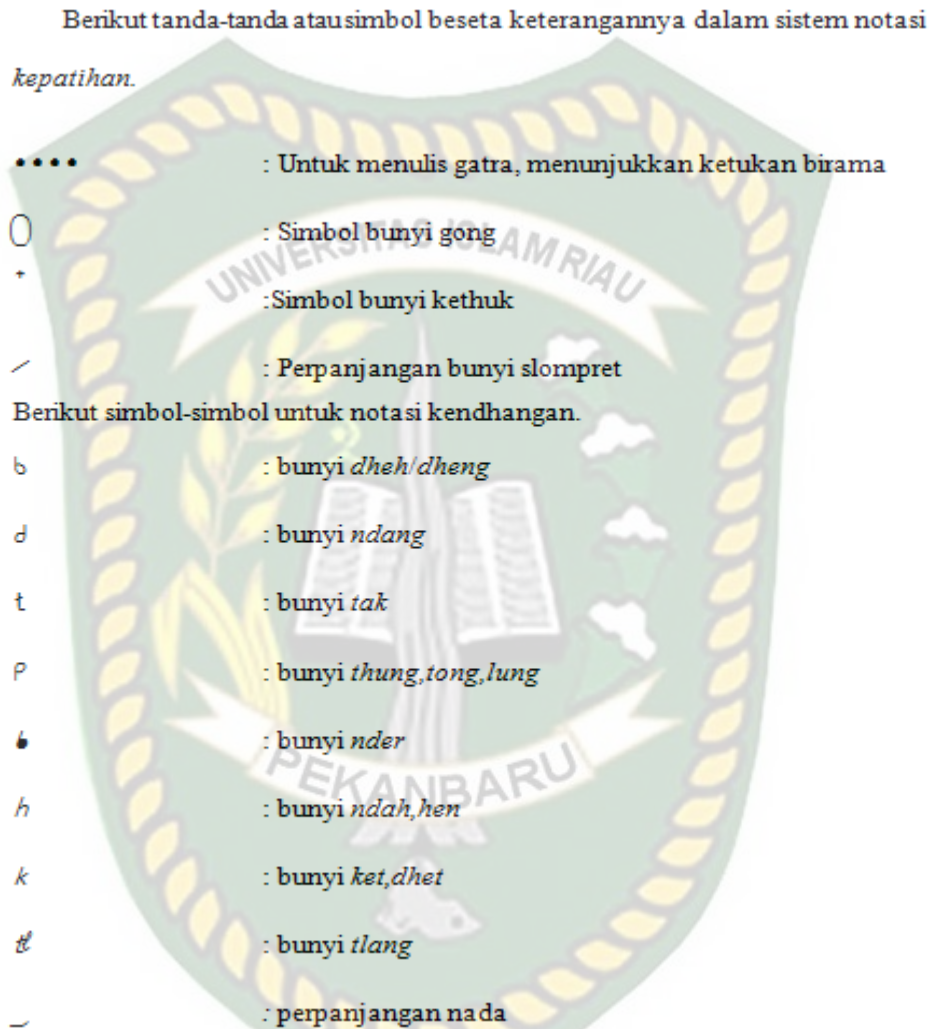 Berikut tanda-tanda atau simbol beseta keterangannya dalam sistem notasi
kepatihan.
•••• : Untuk menulis gatra, menunjukkan ketukan birama
O : Simbol bunyi gong
+ :Simbol bunyi kethuk
⁄ : Perpanjangan bunyi slompret
Berikut simbol-simbol untuk notasi kendhangan.
b : bunyi dheh/dheng
d : bunyi ndang
t : bunyi tak
P : bunyi thung,tong,lung
: bunyi nder
h : bunyi ndah,hen
k : bunyi ket,dhet
tl : bunyi tlang
‿ : perpanjangan nada
UNIVERSITAS ISLAM RIAU
PEKANBARU